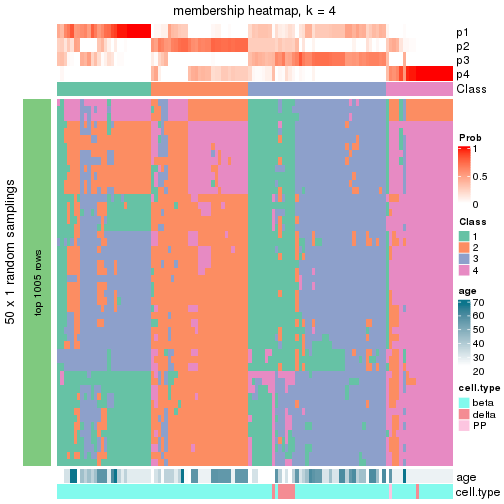 membership heatmap, k = 4
p1
p2
p3
p4
Class
50 x 1 random samplings
top 1005 rows
Prob
1
0.5
0
Class
1
2
3
4
age
70
60
50
40
30
20
cell.type
beta
delta
PP
age
cell.type